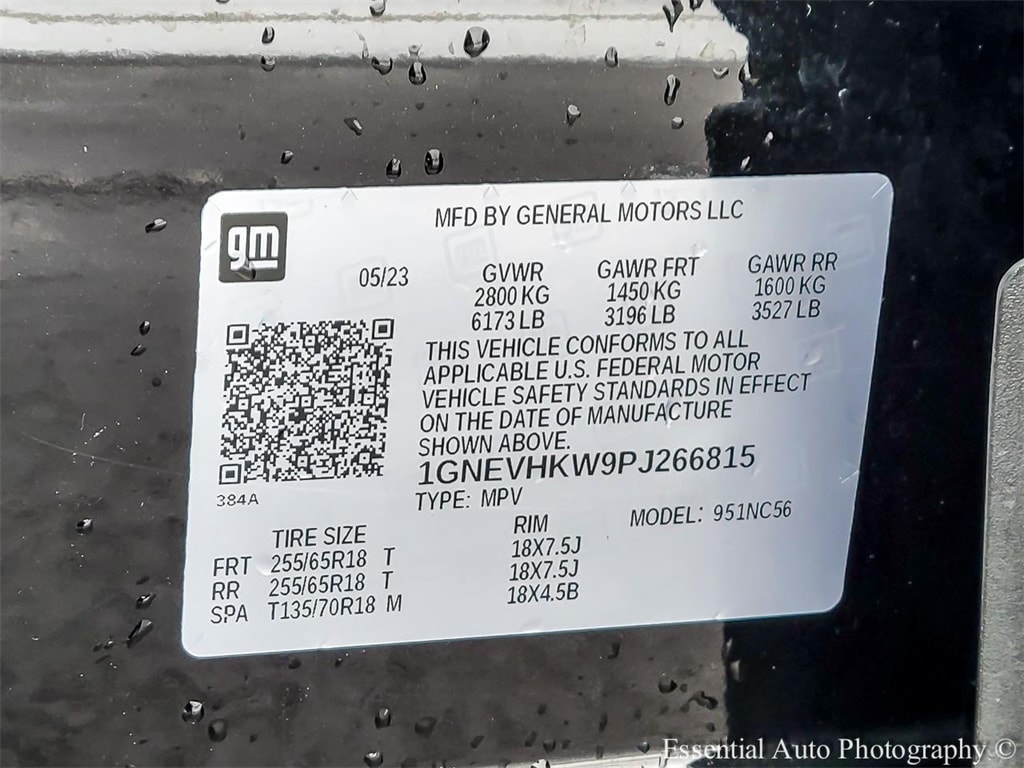 gm
MFD BY GENERAL MOTORS LLC
05/23 GVWR GAWR FRT GAWR RR
2800 KG 1450 KG 1600 KG
6173 LB 3196 LB 3527 LB
THIS VEHICLE CONFORMS TO ALL
APPLICABLE U.S. FEDERAL MOTOR
VEHICLE SAFETY STANDARDS IN EFFECT
ON THE DATE OF MANUFACTURE
SHOWN ABOVE.
1GNEVHKW9PJ266815
384A
TYPE: MPV MODEL: 951NC56
TIRE SIZE RIM
FRT 255/65R18 T 18X7.5J
RR 255/65R18 T 18X7.5J
SPA T135/70R18 M 18X4.5B
Essential Auto Photography ©